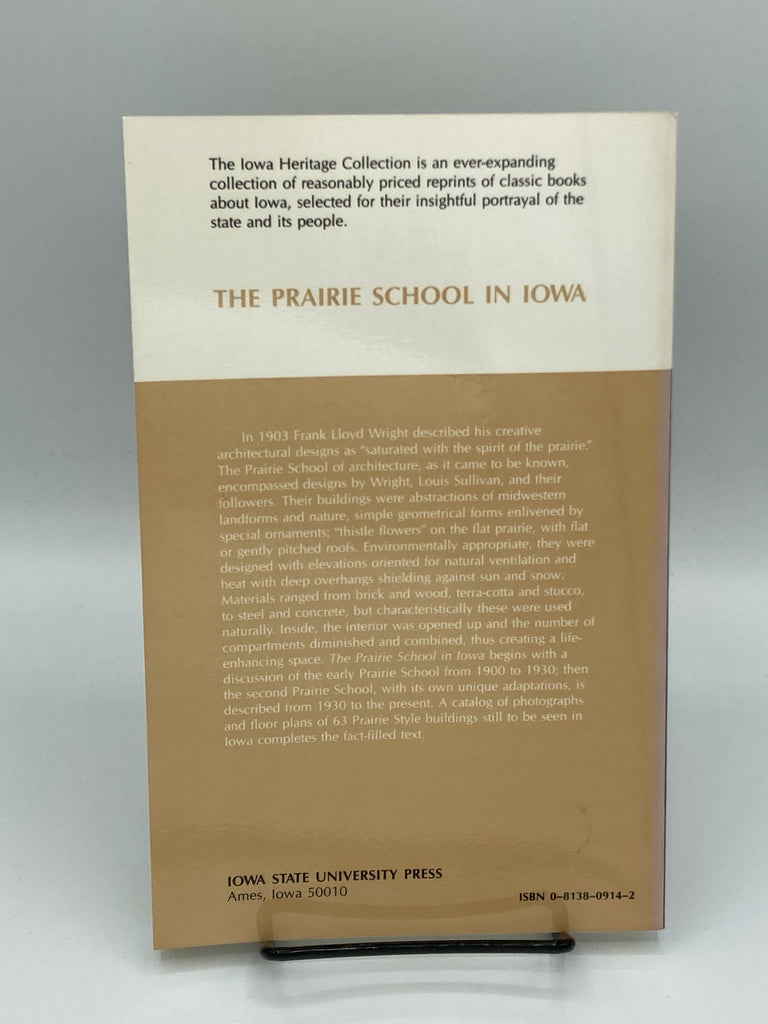 The Iowa Heritage Collection is an ever-expanding
collection of reasonably priced reprints of classic books
about Iowa, selected for their insightful portrayal of the
state and its people.
THE PRAIRIE SCHOOL IN IOWA
In 1903 Frank Lloyd Wright described his creative
architectural designs as "saturated with the spirit of the prairie."
The Prairie School of architecture, as it came to be known,
encompassed designs by Wright, Louis Sullivan, and their
followers. Their buildings were abstractions of midwestern
landforms and nature, simple geometrical forms enlivened by
special ornaments; "thistle flowers" on the flat prairie, with flat
or gently pitched roofs. Environmentally appropriate, they were
designed with elevations oriented for natural ventilation and
heat with deep overhangs shielding against sun and snow.
Materials ranged from brick and wood, terra-cotta and stucco,
to steel and concrete, but characteristically these were used
naturally. Inside, the interior was opened up and the number of
compartments diminished and combined, thus creating a life-
enhancing space. The Prairie School in Iowa begins with a
discussion of the early Prairie School from 1900 to 1930; then
the second Prairie School, with its own unique adaptations, is
described from 1930 to the present. A catalog of photographs
and floor plans of 63 Prairie Style buildings still to be seen in
Iowa completes the fact-filled text.
IOWA STATE UNIVERSITY PRESS
Ames, Iowa 50010
ISBN 0-8138-0914-2